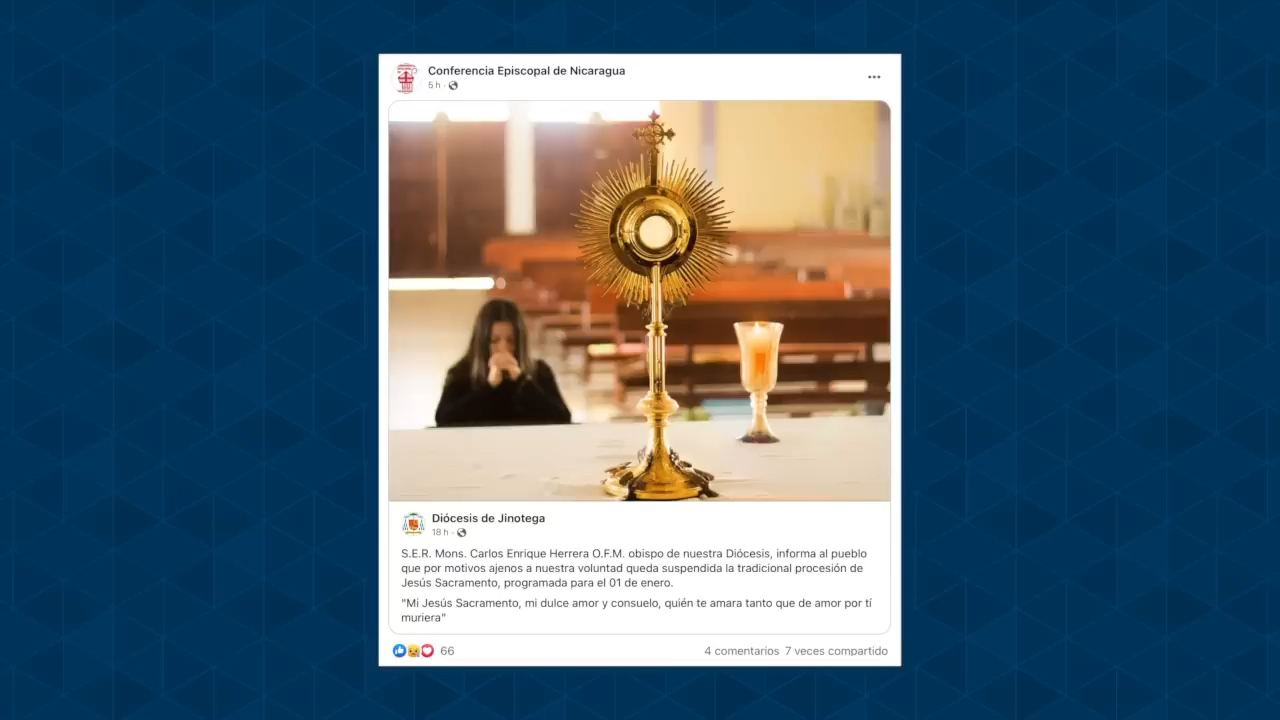 Conferencia Episcopal de Nicaragua
5 h ·
Diócesis de Jinotega
18 h ·
S.E.R. Mons. Carlos Enrique Herrera O.F.M. obispo de nuestra Diócesis, informa al pueblo
que por motivos ajenos a nuestra voluntad queda suspendida la tradicional procesión de
Jesús Sacramento, programada para el 01 de enero.
"Mi Jesús Sacramento, mi dulce amor y consuelo, quién te amara tanto que de amor por tí
muriera"
66
4 comentarios 7 veces compartido